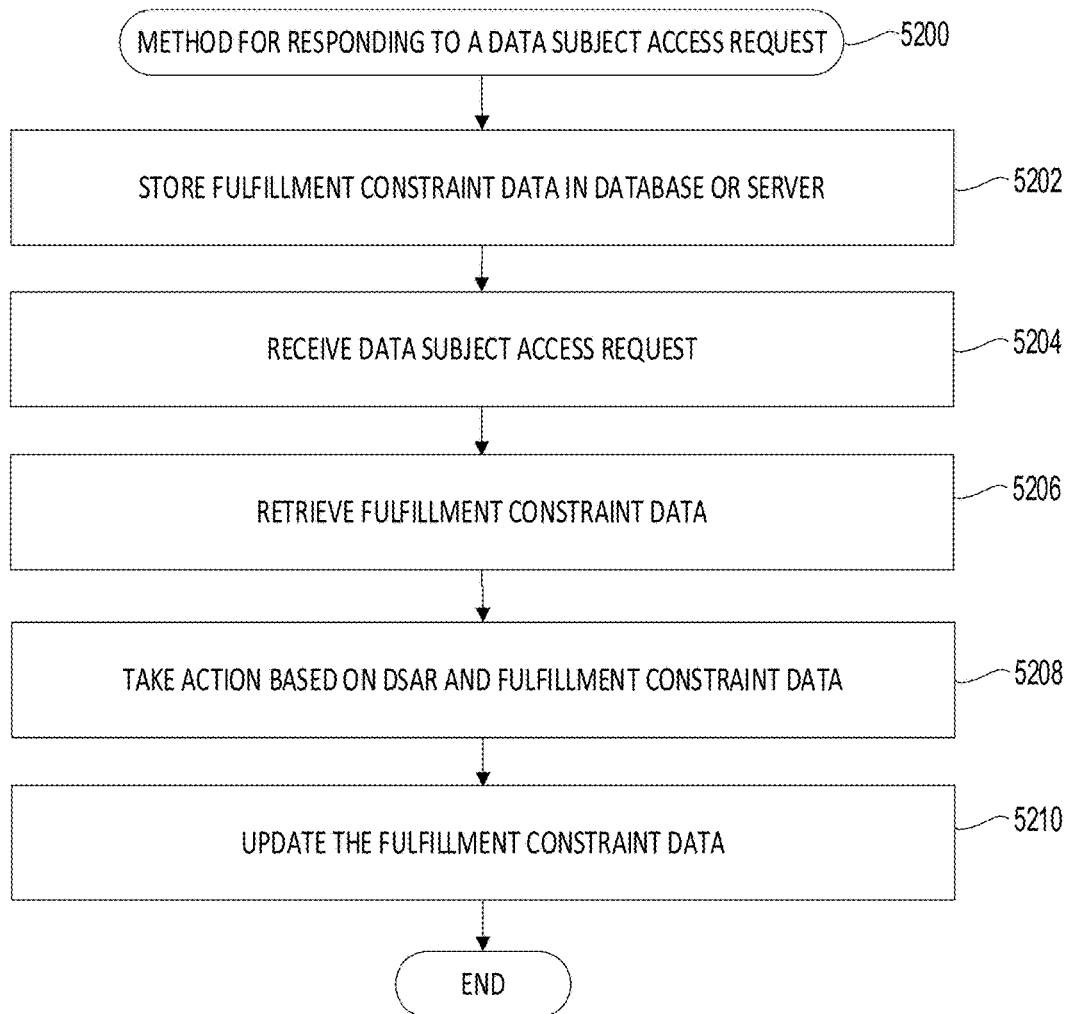 METHOD FOR RESPONDING TO A DATA SUBJECT ACCESS REQUEST
5200
STORE FULFILLMENT CONSTRAINT DATA IN DATABASE OR SERVER
5202
RECEIVE DATA SUBJECT ACCESS REQUEST
5204
RETRIEVE FULFILLMENT CONSTRAINT DATA
5206
TAKE ACTION BASED ON DSAR AND FULFILLMENT CONSTRAINT DATA
5208
UPDATE THE FULFILLMENT CONSTRAINT DATA
5210
END